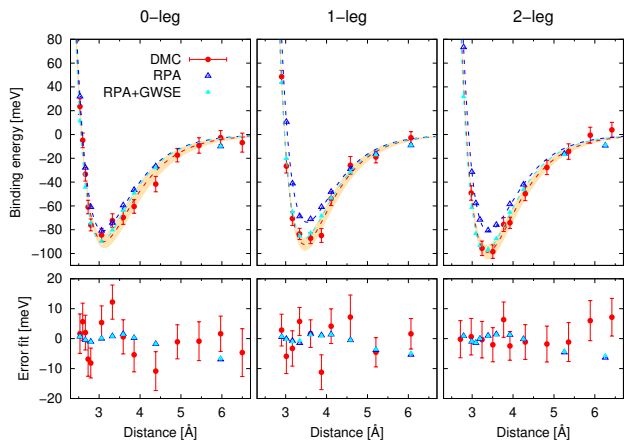 0-leg 1-leg 2-leg
Binding energy [meV]
80
60
40
20
0
−20
−40
−60
−80
−100
DMC
RPA
RPA+GWSE
Error fit [meV]
20
10
0
−10
−20
3 4 5 6 3 4 5 6 3 4 5 6
Distance [Å] Distance [Å] Distance [Å]